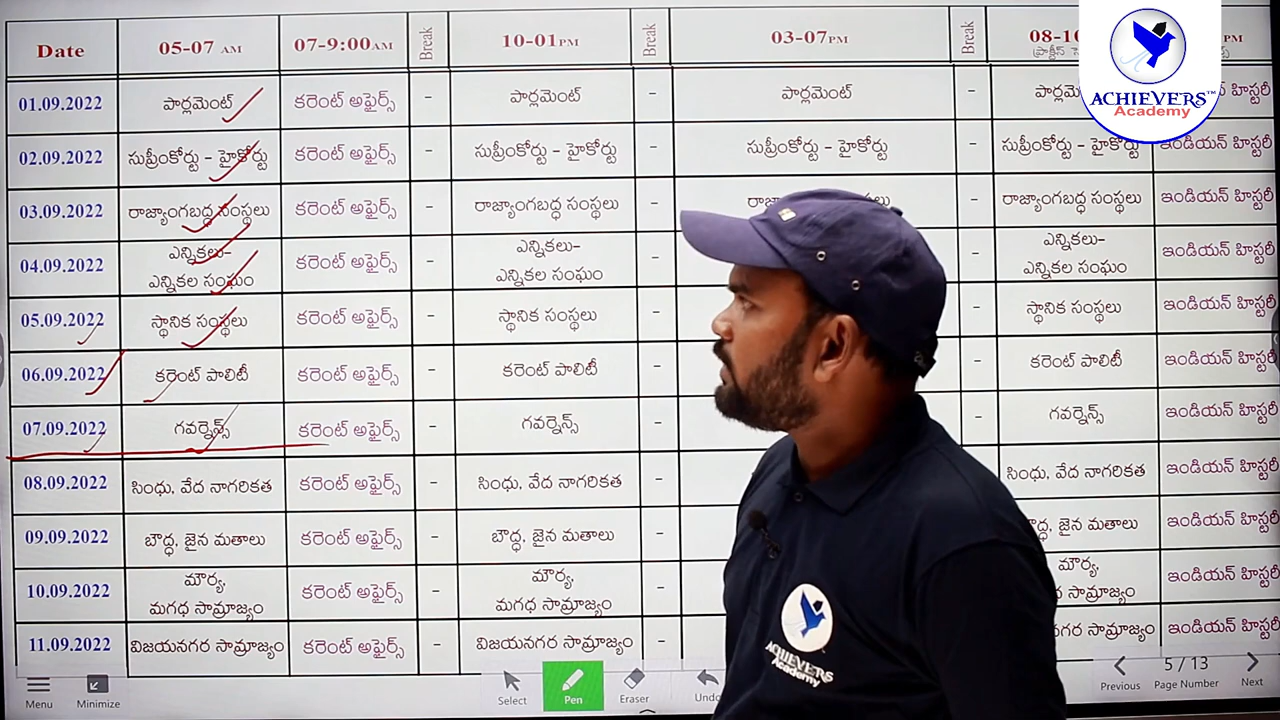 Date 05-07 AM 07-9:00AM Break 10-01PM Break 03-07PM Break 08-10 PM
01.09.2022 పార్లమెంట్ కరెంట్ అఫైర్స్ - పార్లమెంట్ - పార్లమెంట్ - హిస్టరీ
02.09.2022 సుప్రీంకోర్టు – హైకోర్టు కరెంట్ అఫైర్స్ - సుప్రీంకోర్టు – హైకోర్టు - సుప్రీంకోర్టు – హైకోర్టు - సుప్రీంకోర్టు – హైకోర్టు ఇండియన్ హిస్టరీ
03.09.2022 రాజ్యాంగబద్ధ సంస్థలు కరెంట్ అఫైర్స్ - రాజ్యాంగబద్ధ సంస్థలు - - రాజ్యాంగబద్ధ సంస్థలు ఇండియన్ హిస్టరీ
04.09.2022 ఎన్నికలు– కరెంట్ అఫైర్స్ - ఎన్నికలు– - ఎన్నికలు– ఇండియన్ హిస్టరీ
ఎన్నికల సంఘం ఎన్నికల సంఘం ఎన్నికల సంఘం
05.09.2022 స్థానిక సంస్థలు కరెంట్ అఫైర్స్ - స్థానిక సంస్థలు - - స్థానిక సంస్థలు ఇండియన్ హిస్టరీ
06.09.2022 కరెంట్ పాలిటీ కరెంట్ అఫైర్స్ - కరెంట్ పాలిటీ - - కరెంట్ పాలిటీ ఇండియన్ హిస్టరీ
07.09.2022 గవర్నెన్స్ కరెంట్ అఫైర్స్ - గవర్నెన్స్ - - గవర్నెన్స్ ఇండియన్ హిస్టరీ
08.09.2022 సింధు, వేద నాగరికత కరెంట్ అఫైర్స్ - సింధు, వేద నాగరికత - సింధు, వేద నాగరికత ఇండియన్ హిస్టరీ
09.09.2022 బౌద్ధ, జైన మతాలు కరెంట్ అఫైర్స్ - బౌద్ధ, జైన మతాలు - జైన మతాలు ఇండియన్ హిస్టరీ
10.09.2022 మౌర్య, కరెంట్ అఫైర్స్ - మౌర్య, - మౌర్య, ఇండియన్ హిస్టరీ
మగధ సామ్రాజ్యం మగధ సామ్రాజ్యం సామ్రాజ్యం
11.09.2022 విజయనగర సామ్రాజ్యం కరెంట్ అఫైర్స్ - విజయనగర సామ్రాజ్యం - సామ్రాజ్యం ఇండియన్ హిస్టరీ
ACHIEVERS™
Academy
ACHIEVERS
Academy
Menu Minimize Select Pen Eraser Undo Previous 5 / 13 Page Number Next